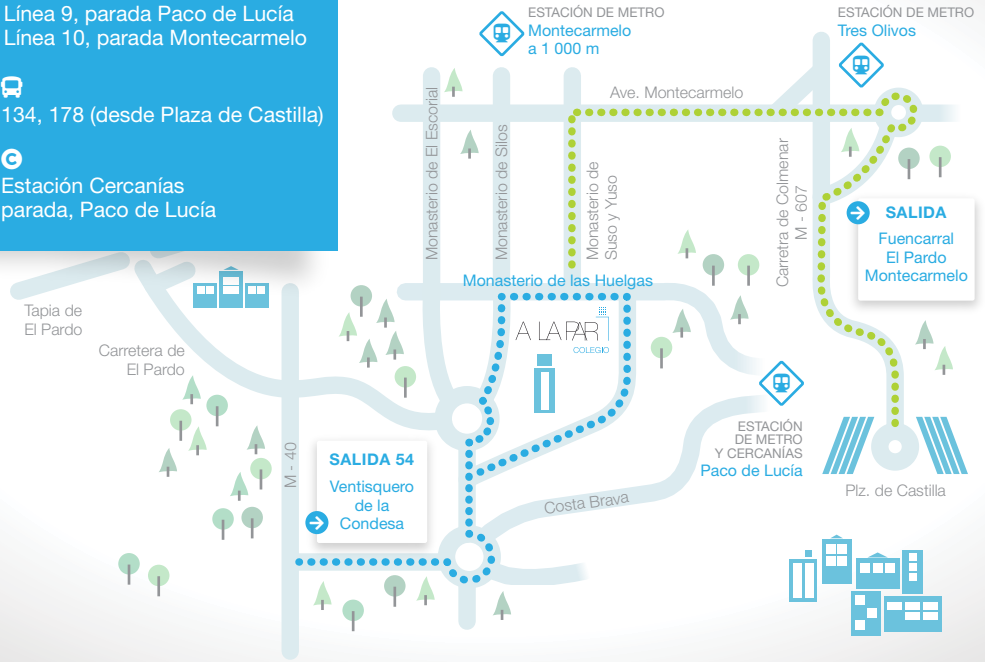 Línea 9, parada Paco de Lucía
Línea 10, parada Montecarmelo
134, 178 (desde Plaza de Castilla)
C
Estación Cercanías
parada, Paco de Lucía
ESTACIÓN DE METRO
Montecarmelo
a 1 000 m
ESTACIÓN DE METRO
Tres Olivos
Ave. Montecarmelo
Monasterio de El Escorial
Monasterio de Silos
Monasterio de
Suso y Yuso
Carretra de Colmenar
M - 607
SALIDA
Fuencarral
El Pardo
Montecarmelo
Monasterio de las Huelgas
Tapia de
El Pardo
Carretera de
El Pardo
A LA PAR
COLEGIO
M - 40
SALIDA 54
Ventisquero
de la
Condesa
ESTACIÓN
DE METRO
Y CERCANÍAS
Paco de Lucía
Costa Brava
Plz. de Castilla